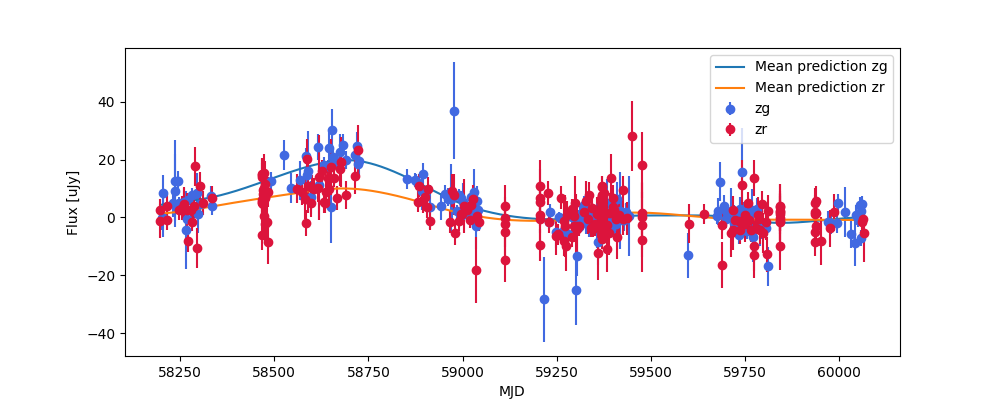 Mean prediction zg
Mean prediction zr
zg
zr
40
20
0
−20
−40
Flux [uJy]
58250
58500
58750
59000
59250
59500
59750
60000
MJD